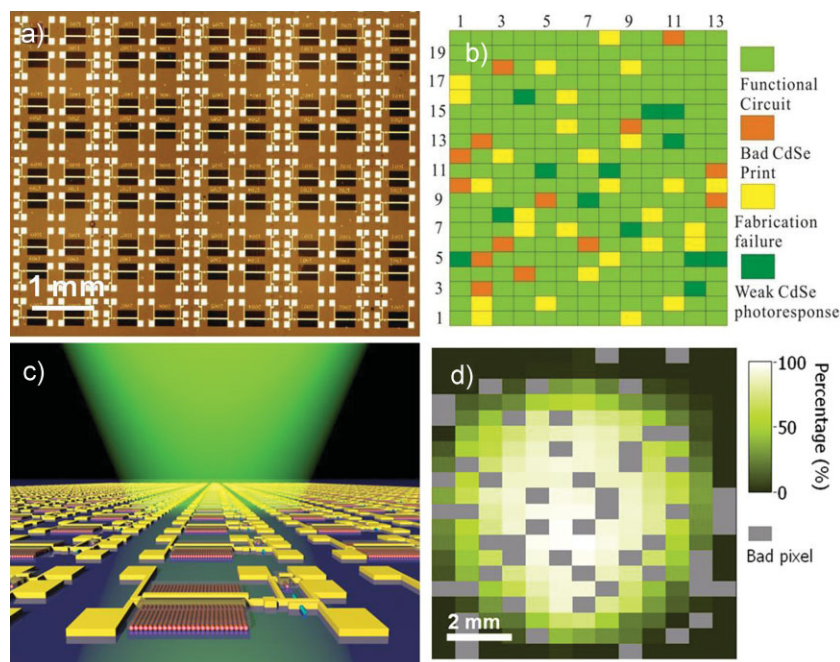 a)
1 mm
b)
1 3 5 7 9 11 13
19
17
15
13
11
9
7
5
3
1
Functional
Circuit
Bad CdSe
Print
Fabrication
failure
Weak CdSe
photoresponse
c)
d)
2 mm
100
50
0
Percentage (%)
Bad pixel